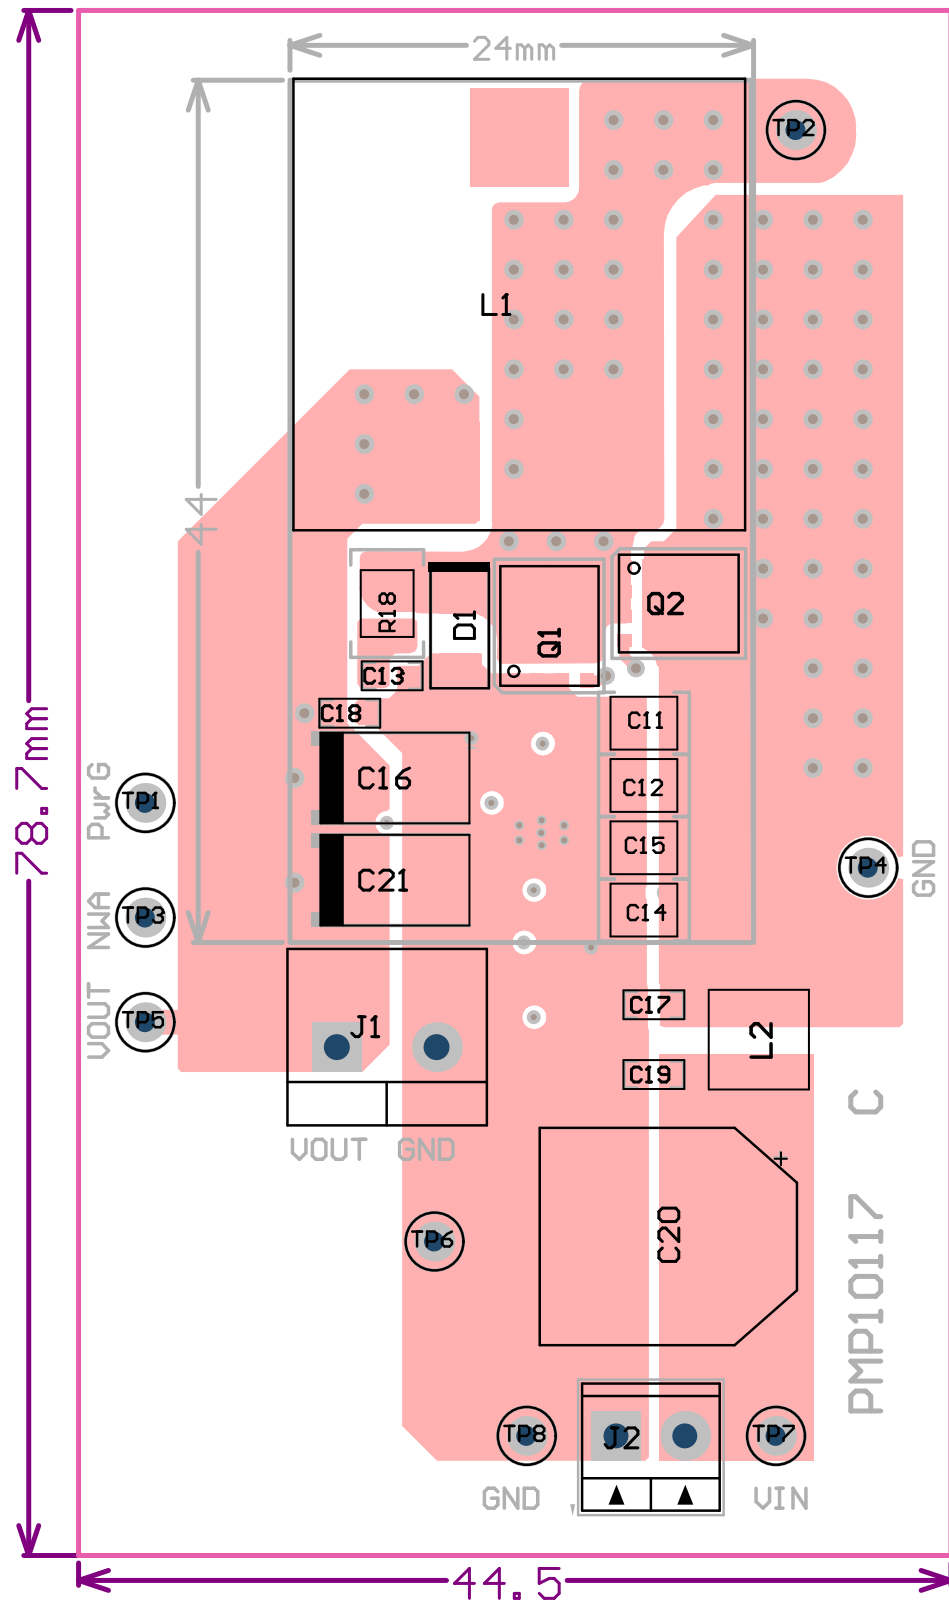 24mm
TP2
L1
44
R18
D1
Q1
Q2
C13
C18
C11
C16
C12
78.7mm
PwrG
TP1
C15
TP4
GND
C21
C14
NWA
TP3
VOUT
TP5
J1
C17
L2
C19
VOUT GND
C
+
C20
TP6
PMP10117
TP8
J2
TP7
GND
VIN
44.5